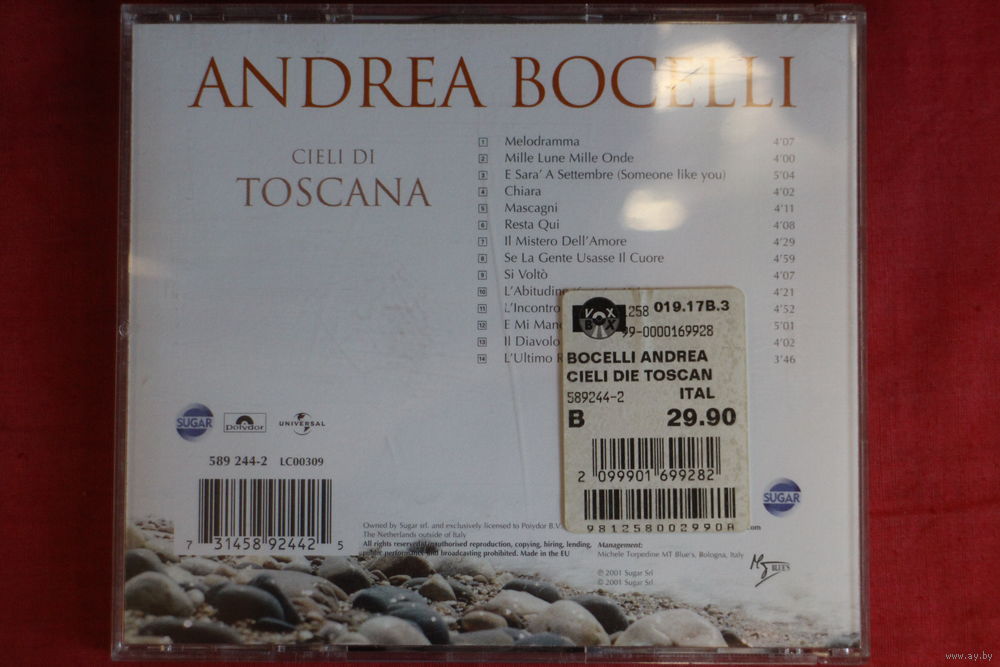 ANDREA BOCELLI
CIELI DI
TOSCANA
1 Melodramma 4'07
2 Mille Lune Mille Onde 4'00
3 E Sara' A Settembre (Someone like you) 5'04
4 Chiara 4'02
5 Mascagni 4'11
6 Resta Qui 4'08
7 Il Mistero Dell'Amore 4'29
8 Se La Gente Usasse Il Cuore 4'59
9 Si Voltò 4'07
10 L'Abitudine 4'21
11 L'Incontro 4'52
12 E Mi 5'01
13 Il Diavolo 4'02
14 L'Ultimo 3'46
VOX BOX
1258 019.17B.3
99-0000169928
BOCELLI ANDREA
CIELI DIE TOSCAN
589244-2 ITAL
B 29.90
2 099901 699282
981258002990A
SUGAR
Polydor
UNIVERSAL
589 244-2 LC00309
7 31458 92442 5
Owned by Sugar srl. and exclusively licensed to Polydor B.V
The Netherlands outside of Italy
All rights reserved. Unauthorised reproduction, copying, hiring, lending,
public performance and broadcasting prohibited. Made in the EU
SUGAR
.com
Management:
Michele Torpedine MT Blue's, Bologna, Italy
BLUE'S
℗ 2001 Sugar Srl
© 2001 Sugar Srl
www.ay.by